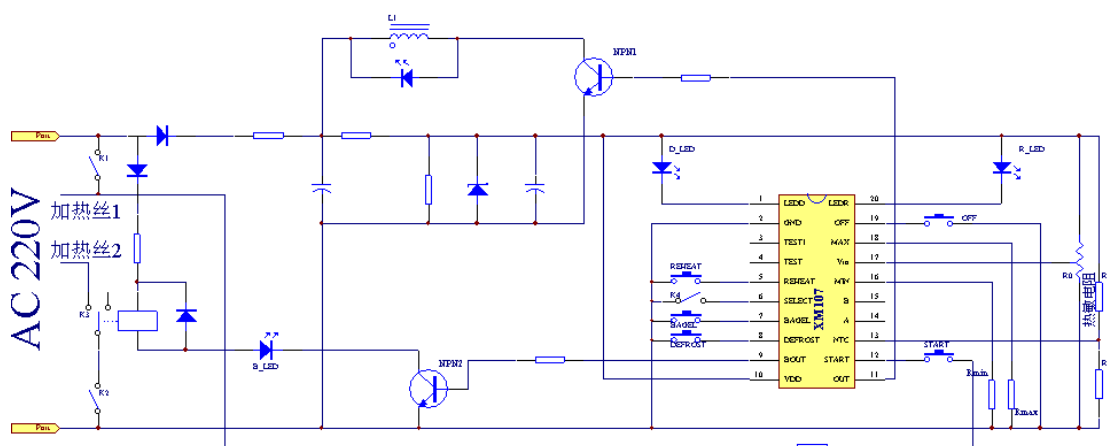 L1
NPN1
D_LED
R_LED
K1
加热丝1
加热丝2
AC 220V
K3
K2
B_LED
NPN2
REHEAT
K4
BAGEL
DEFROST
1 LEDD LEDR 20
2 GND OFF 19
3 TEST1 MAX 18
4 TEST Vin 17
5 REHEAT MIN 16
6 SELECT B 15
7 BAGEL A 14
8 DEFROST NTC 13
9 BOUT START 12
10 VDD OUT 11
XM107
OFF
START
Rmin
Rmax
R0
热敏电阻
R
R